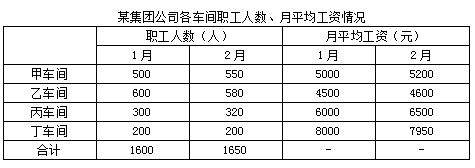 某集团公司各车间职工人数、月平均工资情况
职工人数（人） 月平均工资（元）
1月 2月 1月 2月
甲车间 500 550 5000 5200
乙车间 600 580 4500 4600
丙车间 300 320 6000 6500
丁车间 200 200 8000 7950
合计 1600 1650 - -